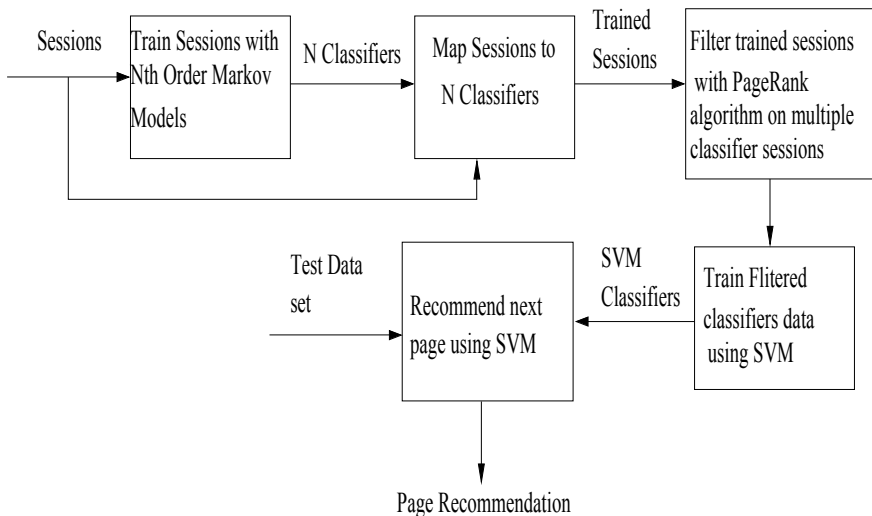 Sessions
Train Sessions with
Nth Order Markov
Models
N Classifiers
Map Sessions to
N Classifiers
Trained
Sessions
Filter trained sessions
with PageRank
algorithm on multiple
classifier sessions
Test Data
set
Recommend next
page using SVM
SVM
Classifiers
Train Flitered
classifiers data
using SVM
Page Recommendation